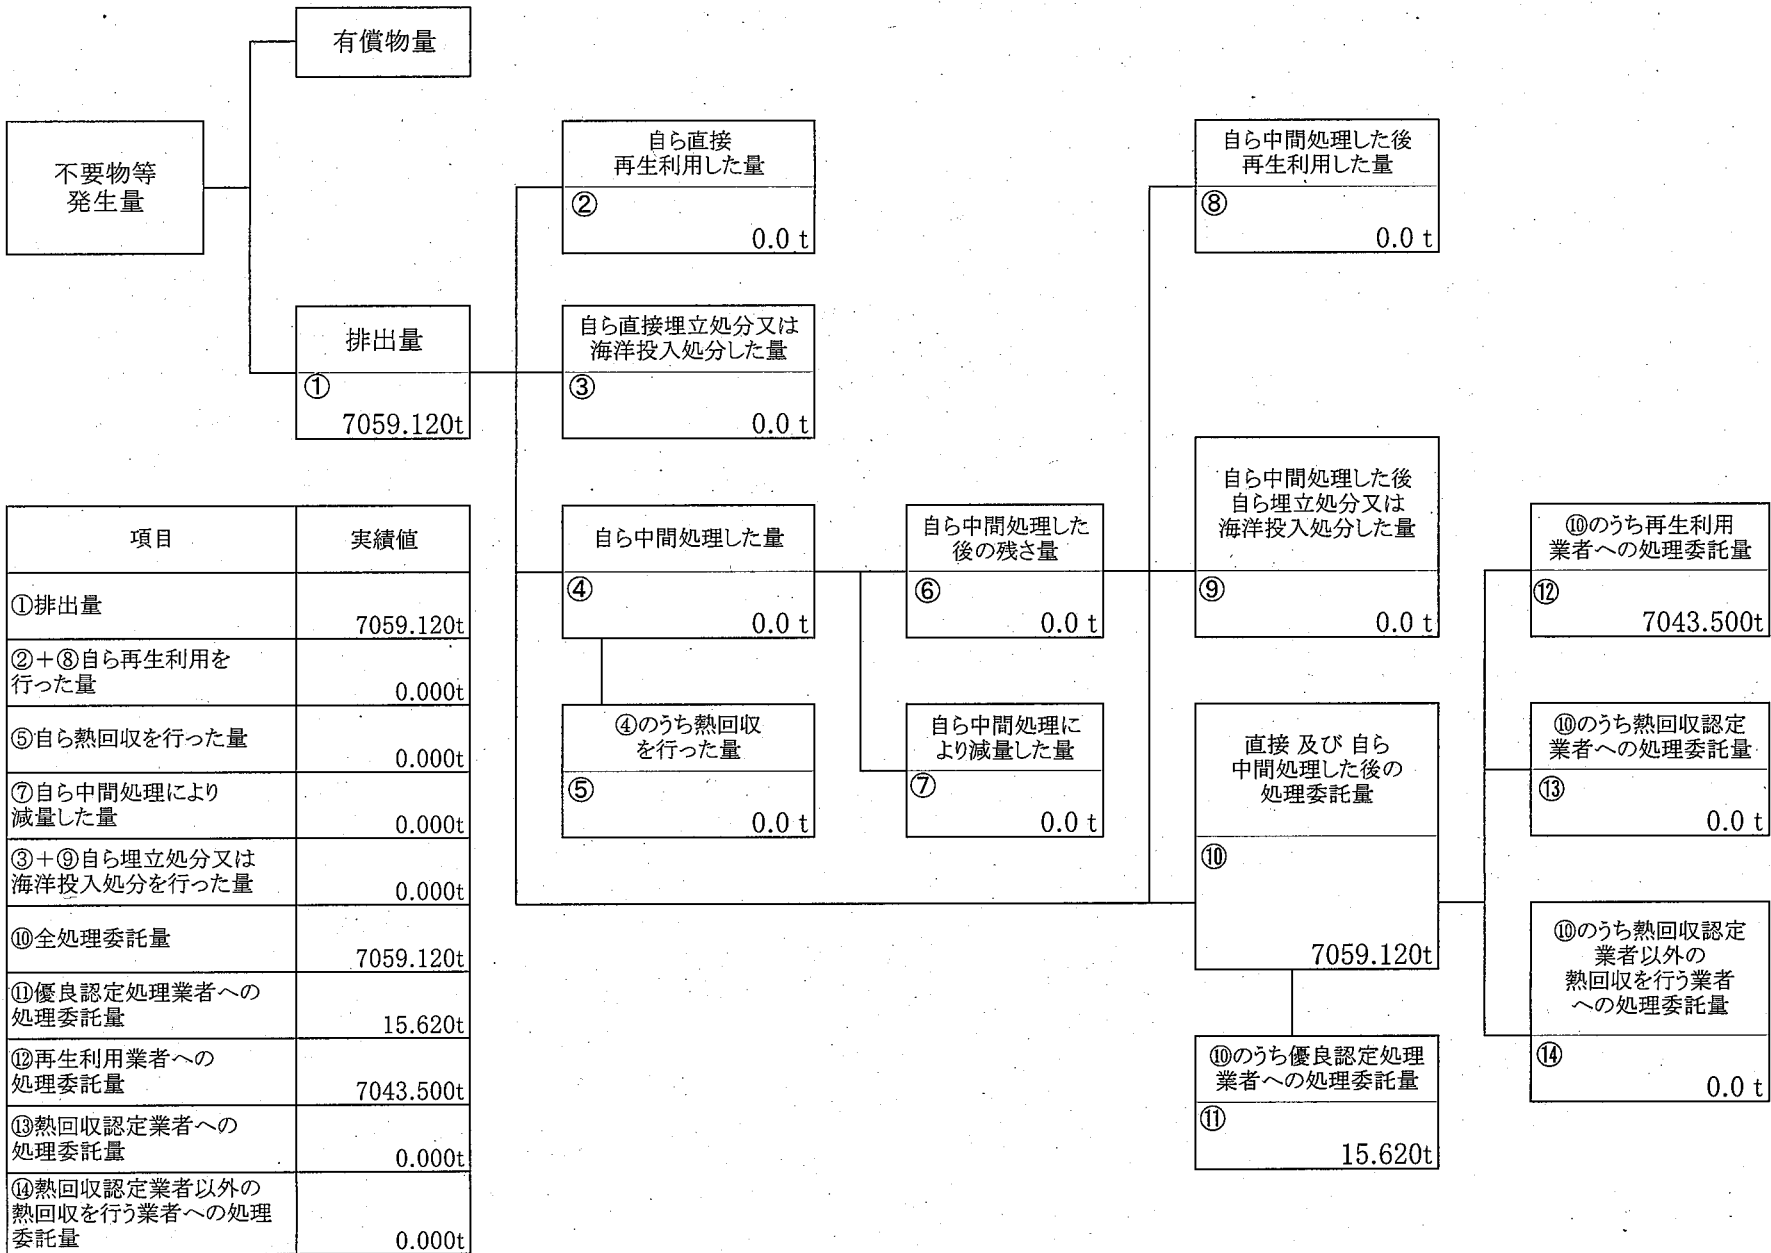 有償物量
不要物等
発生量
自ら直接
再生利用した量
②
0.0 t
自ら中間処理した後
再生利用した量
⑧
0.0 t
排出量
①
7059.120t
自ら直接埋立処分又は
海洋投入処分した量
③
0.0 t
自ら中間処理した量
④
0.0 t
自ら中間処理した
後の残さ量
⑥
0.0 t
自ら中間処理した後
自ら埋立処分又は
海洋投入処分した量
⑨
0.0 t
⑩のうち再生利用
業者への処理委託量
⑫
7043.500t
④のうち熱回収
を行った量
⑤
0.0 t
自ら中間処理に
より減量した量
⑦
0.0 t
直接 及び 自ら
中間処理した後の
処理委託量
⑩
7059.120t
⑩のうち熱回収認定
業者への処理委託量
⑬
0.0 t
⑩のうち熱回収認定
業者以外の
熱回収を行う業者
への処理委託量
⑭
0.0 t
⑩のうち優良認定処理
業者への処理委託量
⑪
15.620t
項目 実績値
①排出量
7059.120t
②＋⑧自ら再生利用を
行った量
0.000t
⑤自ら熱回収を行った量
0.000t
⑦自ら中間処理により
減量した量
0.000t
③＋⑨自ら埋立処分又は
海洋投入処分を行った量
0.000t
⑩全処理委託量
7059.120t
⑪優良認定処理業者への
処理委託量
15.620t
⑫再生利用業者への
処理委託量
7043.500t
⑬熱回収認定業者への
処理委託量
0.000t
⑭熱回収認定業者以外の
熱回収を行う業者への処理
委託量
0.000t